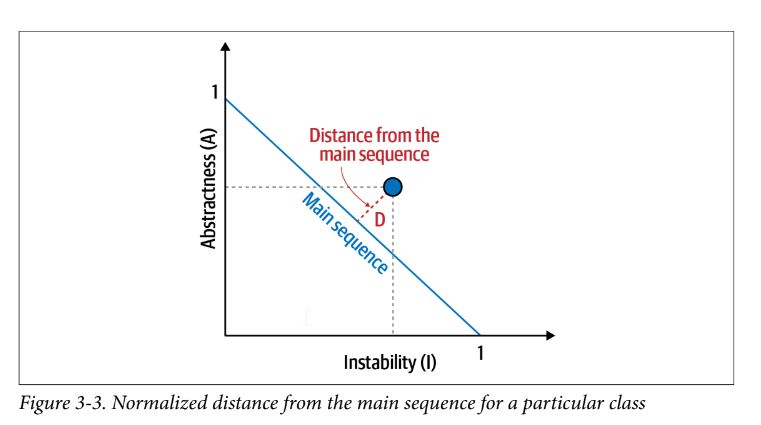 1
Distance from the
main sequence
Abstractness (A)
Main sequence
D
1
Instability (I)
Figure 3-3. Normalized distance from the main sequence for a particular class